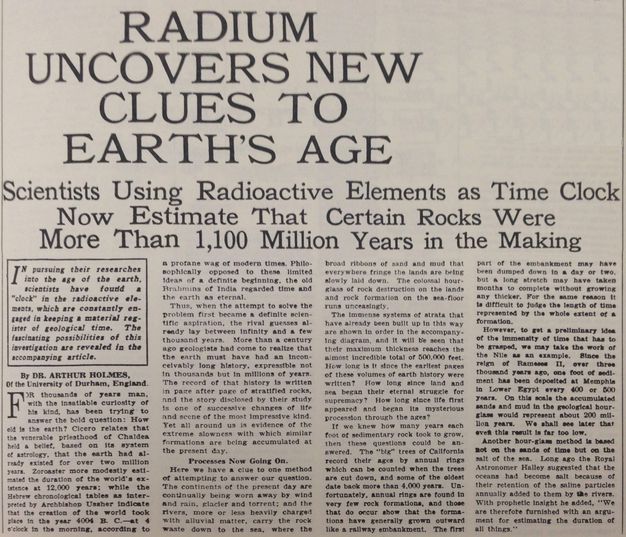 RADIUM
UNCOVERS NEW
CLUES TO
EARTH'S AGE
Scientists Using Radioactive Elements as Time Clock
Now Estimate That Certain Rocks Were
More Than 1,100 Million Years in the Making
IN pursuing their researches
into the age of the earth,
scientists have found a
"clock" in the radioactive ele-
ments, which are constantly en-
gaged in keeping a material reg-
ister of geological time. The
fascinating possibilities of this
investigation are revealed in the
accompanying article.
By DR. ARTHUR HOLMES,
Of the University of Durham, England.
FOR thousands of years man,
with the insatiable curiosity of
his kind, has been trying to
answer the bold question: How
old is the earth? Cicero relates that
the venerable priesthood of Chaldea
held a belief, based on its system
of astrology, that the earth had al-
ready existed for over two million
years. Zoroaster more modestly esti-
mated the duration of the world's ex-
istence at 12,000 years; while the
Hebrew chronological tables as inter-
preted by Archbishop Ussher indicate
that the creation of the world took
place in the year 4004 B. C.—at 4
o'clock in the morning, according to
a profane wag of modern times. Philo-
sophically opposed to these limited
ideas of a definite beginning, the old
Brahmins of India regarded time and
the earth as eternal.
Thus, when the attempt to solve the
problem first became a definite scien-
tific aspiration, the rival guesses al-
ready lay between infinity and a few
thousand years. More than a century
ago geologists had come to realize that
the earth must have had an incon-
ceivably long history, expressible not
in thousands but in millions of years.
The record of that history is written
in page after page of stratified rocks,
and the story disclosed by their study
is one of successive changes of life
and scene of the most impressive kind.
Yet all around us is evidence of the
extreme slowness with which similar
formations are being accumulated at
the present day.
Processes Now Going On.
Here we have a clue to one method
of attempting to answer our question.
The continents of the present day are
continually being worn away by wind
and rain, glacier and torrent; and the
rivers, more or less heavily charged
with alluvial matter, carry the rock
waste down to the sea, where the
broad ribbons of sand and mud that
everywhere fringe the lands are being
slowly laid down. The colonial hour-
glass of rock destruction on the lands
and rock formation on the sea-floor
runs unceasingly.
The immense systems of strata that
have already been built up in this way
are shown in order in the accompany-
ing diagram, and it will be seen that
their maximum thickness reaches the
almost incredible total of 500,000 feet.
How long is it since the earliest pages
of these volumes of earth history were
written? How long since land and
sea began their eternal struggle for
supremacy? How long since life first
appeared and began its mysterious
procession through the ages?
If we knew how many years each
foot of sedimentary rock took to grow,
then these questions could be an-
swered. The "big" trees of California
record their ages by annual rings
which can be counted when the trees
are cut down, and some of the oldest
date back more than 4,000 years. Un-
fortunately, annual rings are found in
very few rock formations, and those
that do occur show that the forma-
tions have generally grown outward
like a railway embankment. The first
part of the embankment may have
been dumped down in a day or two,
but a long stretch may have taken
months to complete without growing
any thicker. For the same reason it
is difficult to judge the length of time
represented by the whole extent of a
formation.
However, to get a preliminary idea
of the immensity of time that has to
be grasped, we may take the work of
the Nile as an example. Since the
reign of Rameses II, over three
thousand years ago, one foot of sedi-
ment has been deposited at Memphis
in Lower Egypt every 400 or 500
years. On this scale the accumulated
sands and mud in the geological hour-
glass would represent about 200 mil-
lion years. We shall see later that
even this result is far too low.
Another hour-glass method is based
not on the sands of time but on the
salt of the sea. Long ago the Royal
Astronomer Halley suggested that the
oceans had become salt because of
their retention of the saline particles
annually added to them by the rivers.
With prophetic insight he added, "We
are therefore furnished with an argu-
ment for estimating the duration of
all things."